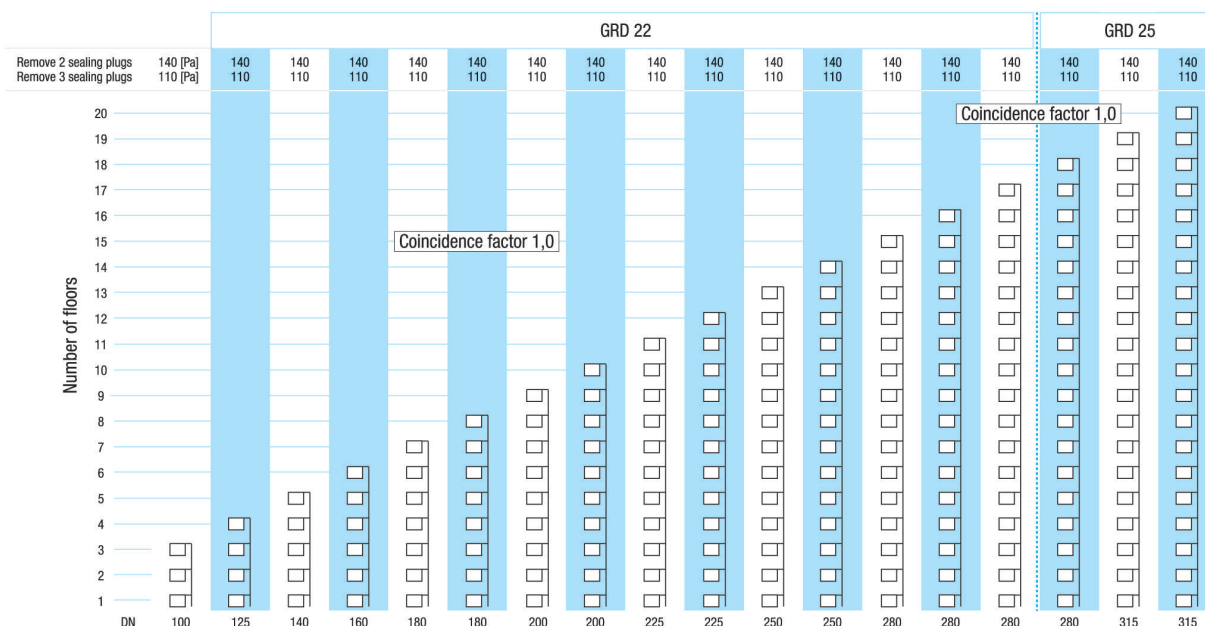 GRD 22 GRD 25
Remove 2 sealing plugs 140 [Pa] 140 140 140 140 140 140 140 140 140 140 140 140 140 140 140 140 140
Remove 3 sealing plugs 110 [Pa] 110 110 110 110 110 110 110 110 110 110 110 110 110 110 110 110 110
20
Coincidence factor 1,0
19
18
17
16
15
Coincidence factor 1,0
14
13
12
11
10
9
8
7
6
5
4
3
2
1
Number of floors
DN 100 125 140 160 180 180 200 200 225 225 250 250 280 280 280 280 315 315